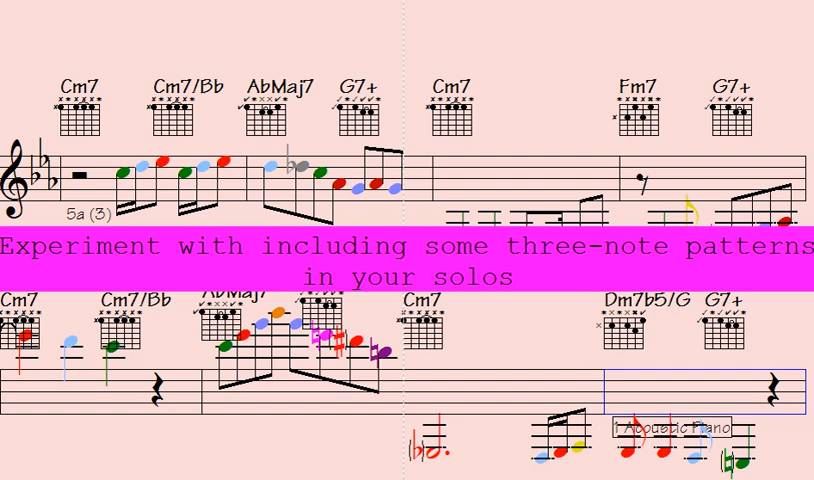 Cm7 Cm7/Bb AbMaj7 G7+ Cm7 Fm7 G7+
5a (3)
Experiment with including some three-note patterns
in your solos
Cm7 Cm7/Bb AbMaj7 Cm7 Dm7b5/G G7+
1 Acoustic Piano